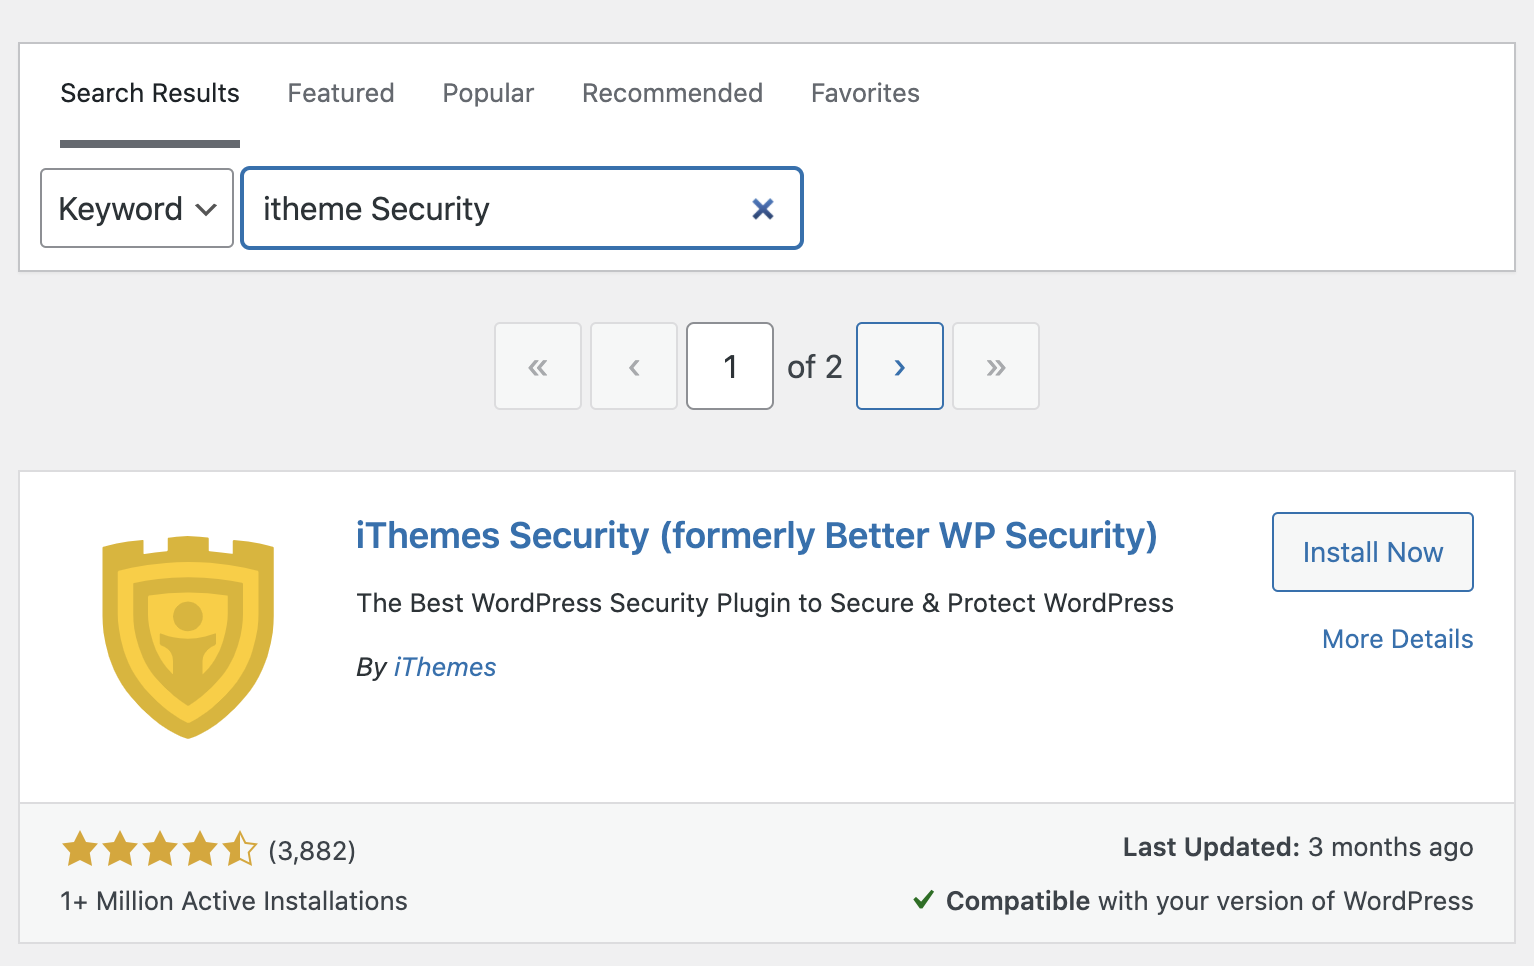 Search Results Featured Popular Recommended Favorites
Keyword itheme Security
« ‹ 1 of 2 › »
iThemes Security (formerly Better WP Security)
Install Now
The Best WordPress Security Plugin to Secure & Protect WordPress
More Details
By iThemes
(3,882)
Last Updated: 3 months ago
1+ Million Active Installations
Compatible with your version of WordPress